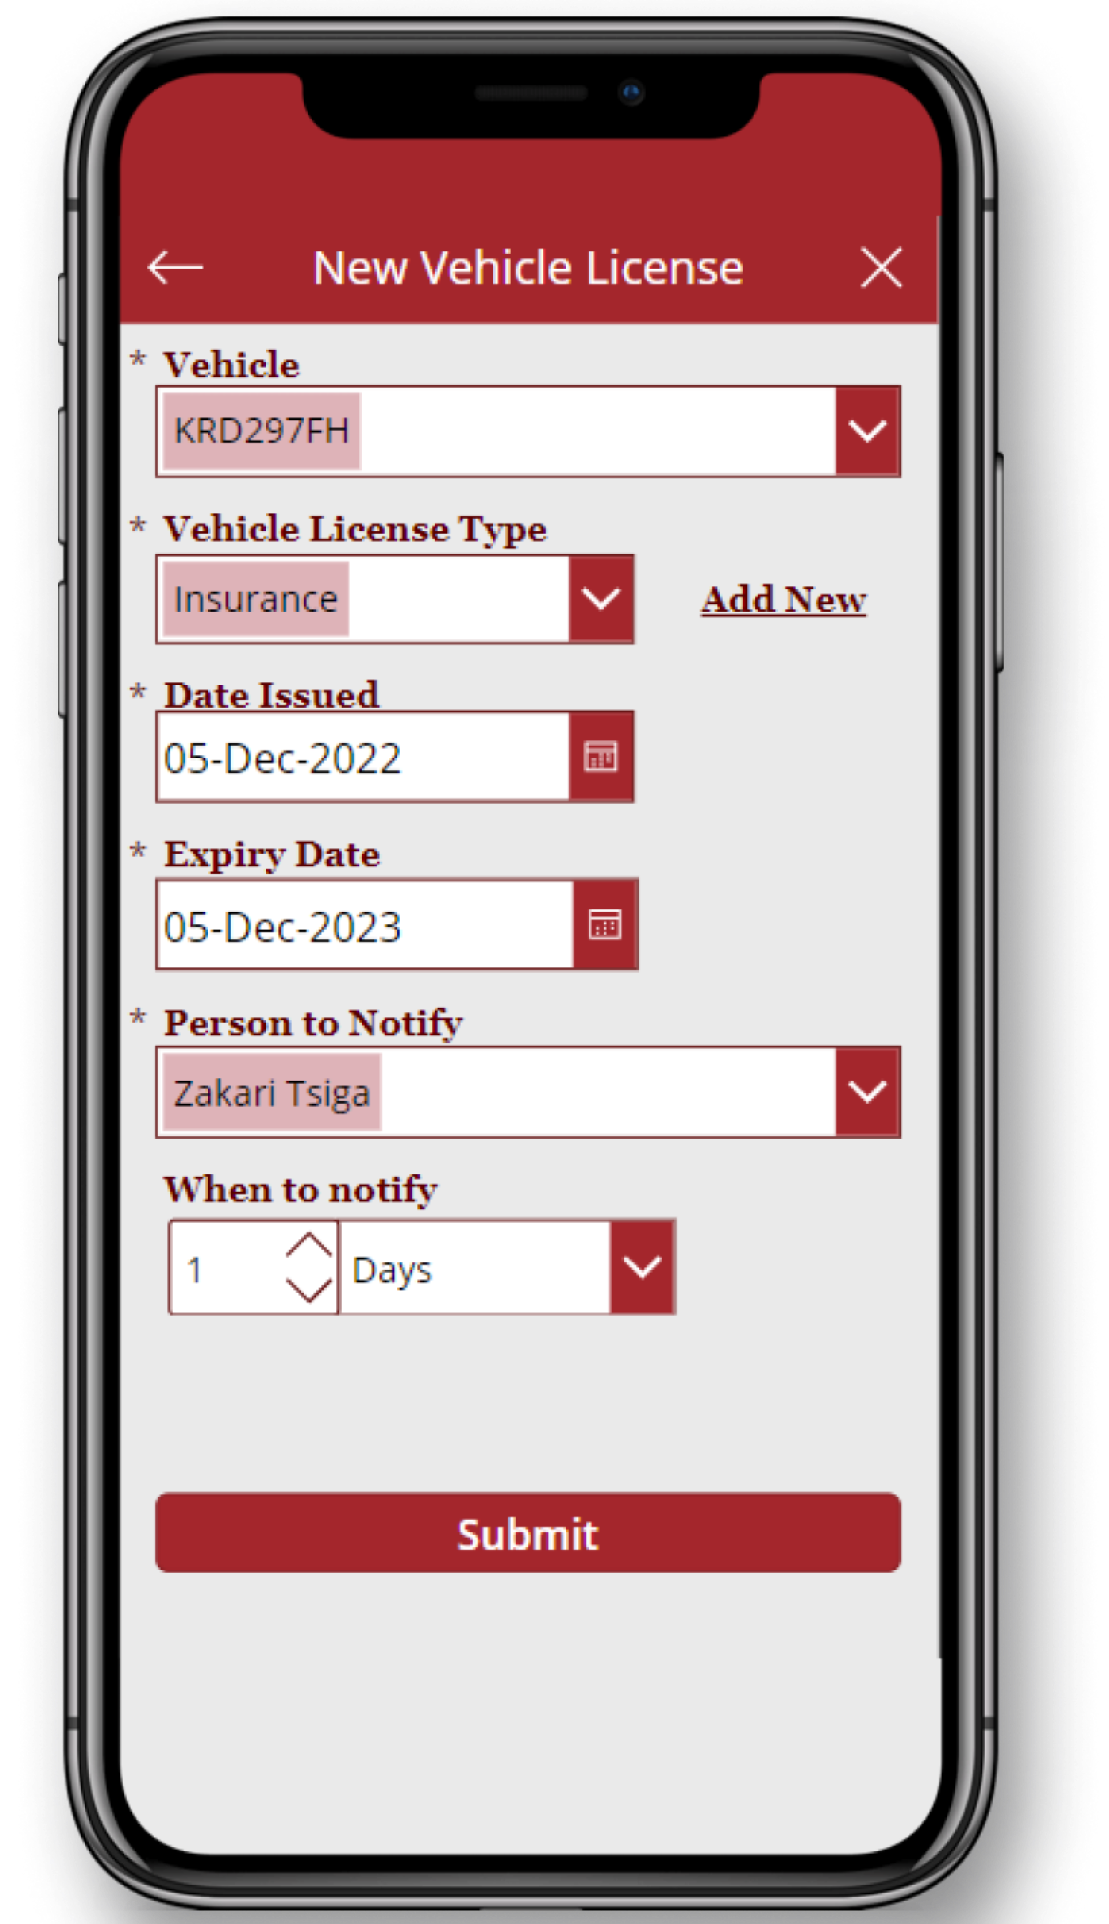 New Vehicle License
* Vehicle
KRD297FH
* Vehicle License Type
Insurance
Add New
* Date Issued
05-Dec-2022
* Expiry Date
05-Dec-2023
* Person to Notify
Zakari Tsiga
When to notify
1 Days
Submit